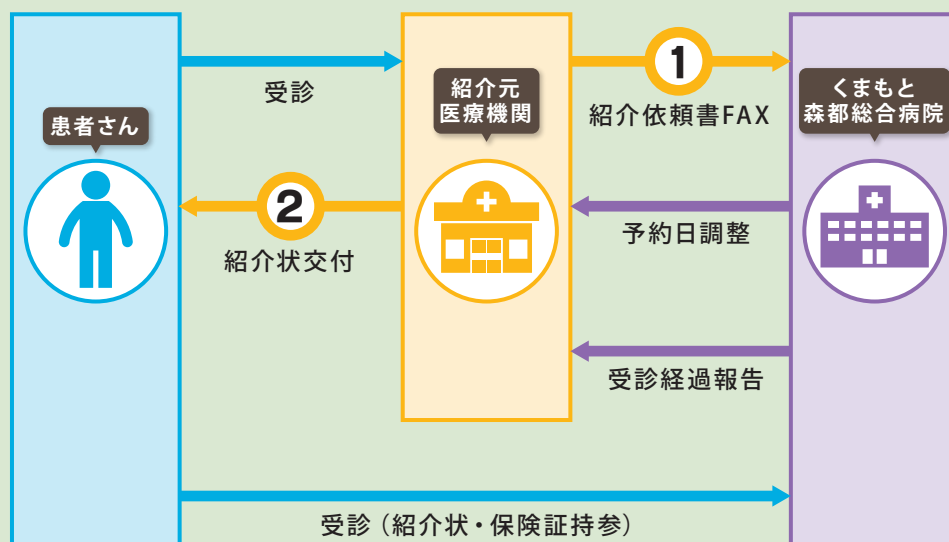 受診
1
紹介依頼書FAX
患者さん
紹介元
医療機関
くまもと
森都総合病院
2
紹介状交付
予約日調整
受診経過報告
受診（紹介状・保険証持参）